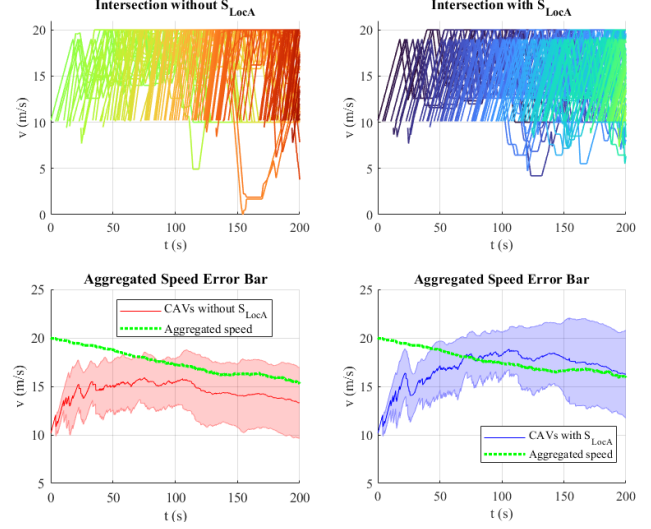 Intersection without S_LocA
v (m/s)
20
15
10
5
0
0 50 100 150 200
t (s)
Intersection with S_LocA
v (m/s)
20
15
10
5
0
0 50 100 150 200
t (s)
Aggregated Speed Error Bar
v (m/s)
25
20
15
10
5
CAVs without S_LocA
Aggregated speed
0 50 100 150 200
t (s)
Aggregated Speed Error Bar
v (m/s)
25
20
15
10
5
CAVs with S_LocA
Aggregated speed
0 50 100 150 200
t (s)